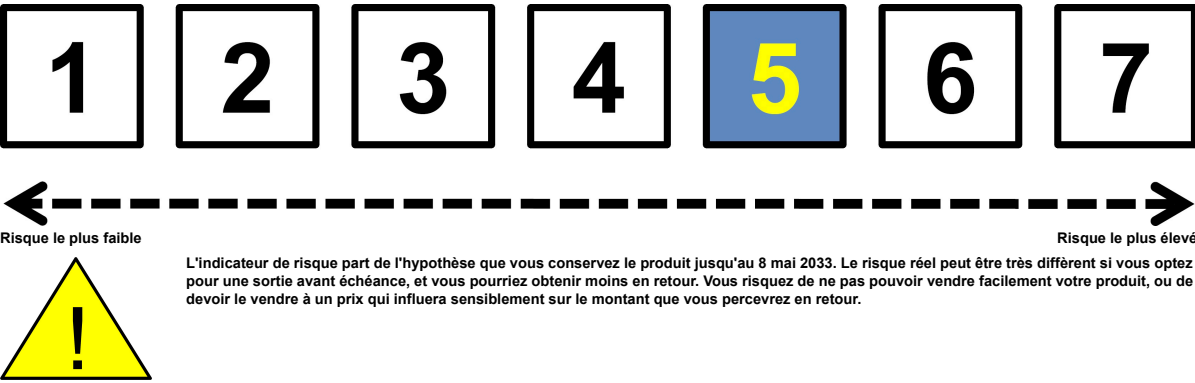 1 2 3 4 5 6 7
Risque le plus faible Risque le plus élevé
L'indicateur de risque part de l'hypothèse que vous conservez le produit jusqu'au 8 mai 2033. Le risque réel peut être très diffèrent si vous optez
pour une sortie avant échéance, et vous pourriez obtenir moins en retour. Vous risquez de ne pas pouvoir vendre facilement votre produit, ou de
devoir le vendre à un prix qui influera sensiblement sur le montant que vous percevrez en retour.
!